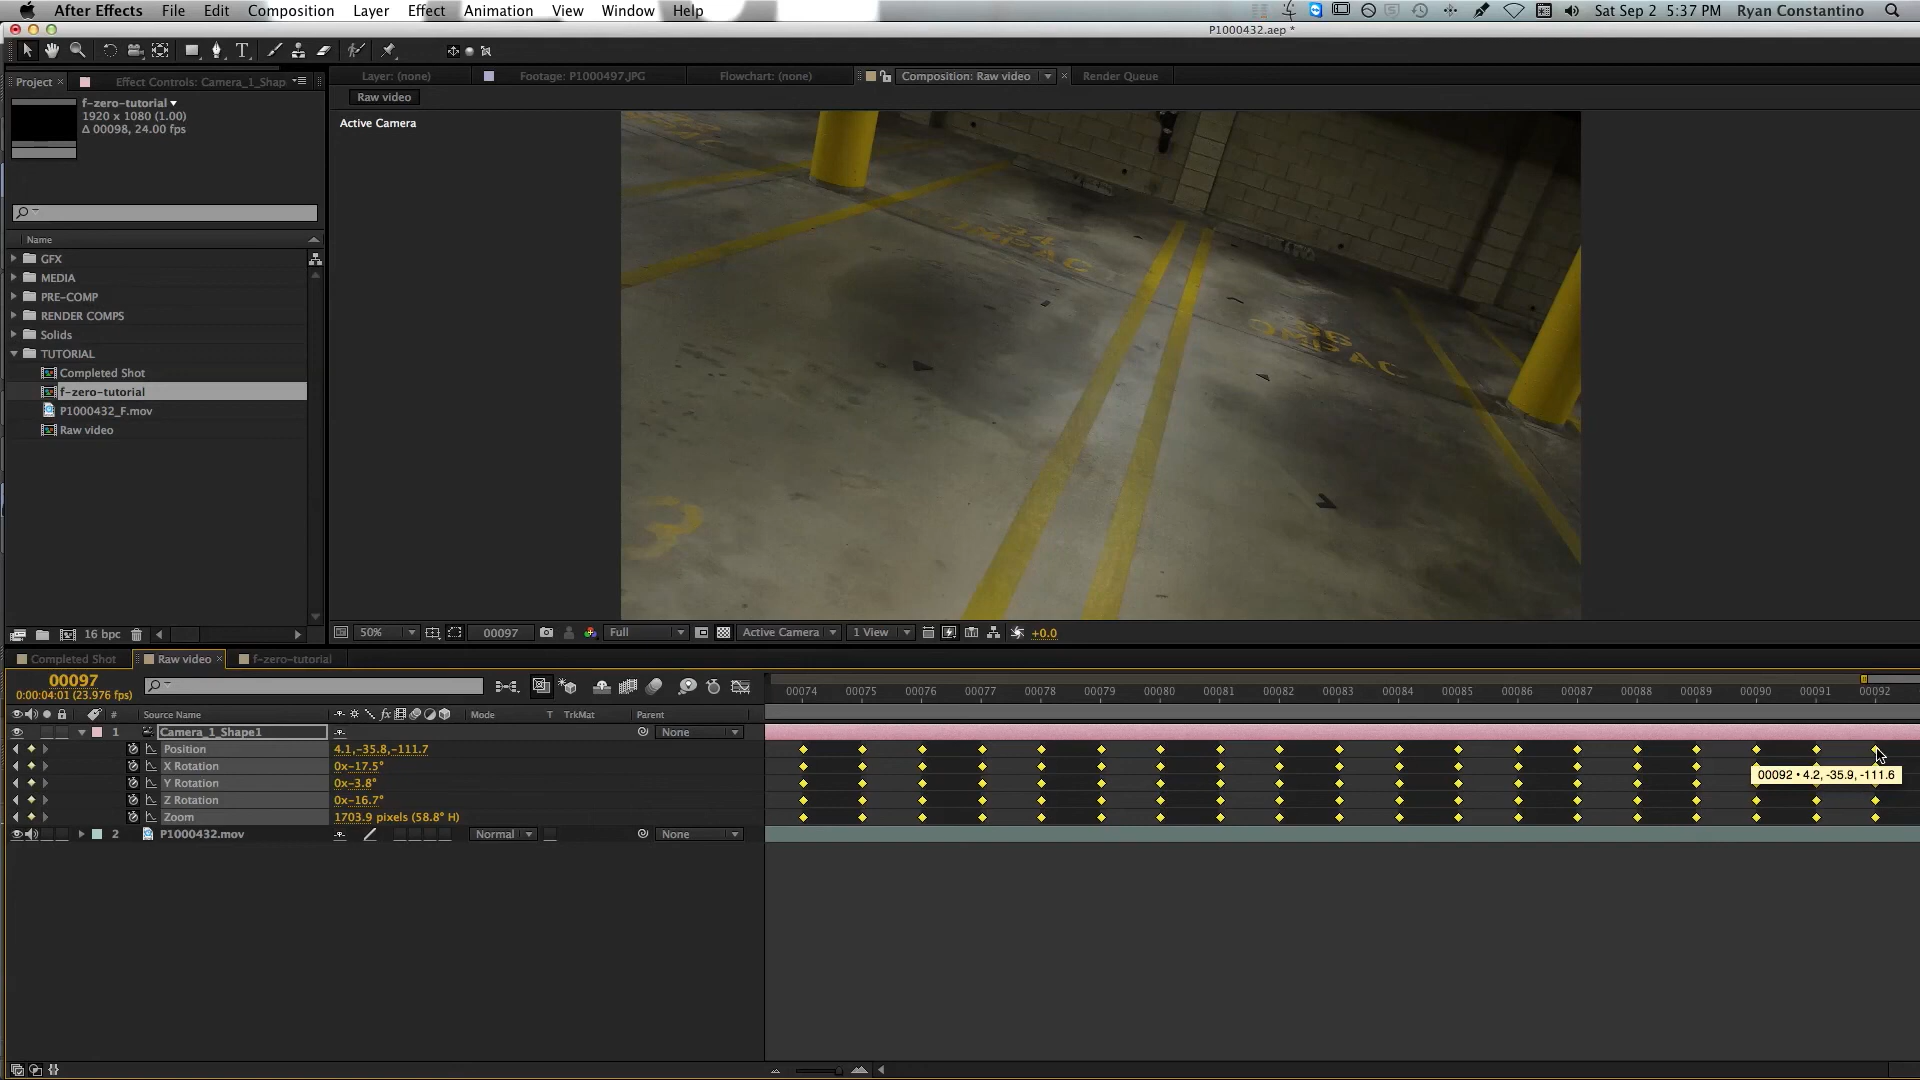 After Effects File Edit Composition Layer Effect Animation View Window Help
Sat Sep 2 5:37 PM Ryan Constantino
P1000432.aep *
Project × Effect Controls: Camera_1_Shap
Layer: (none) Footage: P1000497.JPG Flowchart: (none) Composition: Raw video × Render Queue
Raw video
f-zero-tutorial
1920 x 1080 (1.00)
Δ 00098, 24.00 fps
Active Camera
Name
GFX
MEDIA
PRE-COMP
RENDER COMPS
Solids
TUTORIAL
Completed Shot
f-zero-tutorial
P1000432_F.mov
Raw video
16 bpc
50% 00097 Full Active Camera 1 View +0.0
Completed Shot Raw video × f-zero-tutorial
00097
0:00:04:01 (23.976 fps)
00074 00075 00076 00077 00078 00079 00080 00081 00082 00083 00084 00085 00086 00087 00088 00089 00090 00091 00092
# Source Name fx Mode T TrkMat Parent
1 Camera_1_Shape1 None
Position 4.1,-35.8,-111.7
X Rotation 0x-17.5°
Y Rotation 0x-3.8°
Z Rotation 0x-16.7°
Zoom 1703.9 pixels (58.8° H)
00092 • 4.2, -35.9, -111.6
2 P1000432.mov Normal None